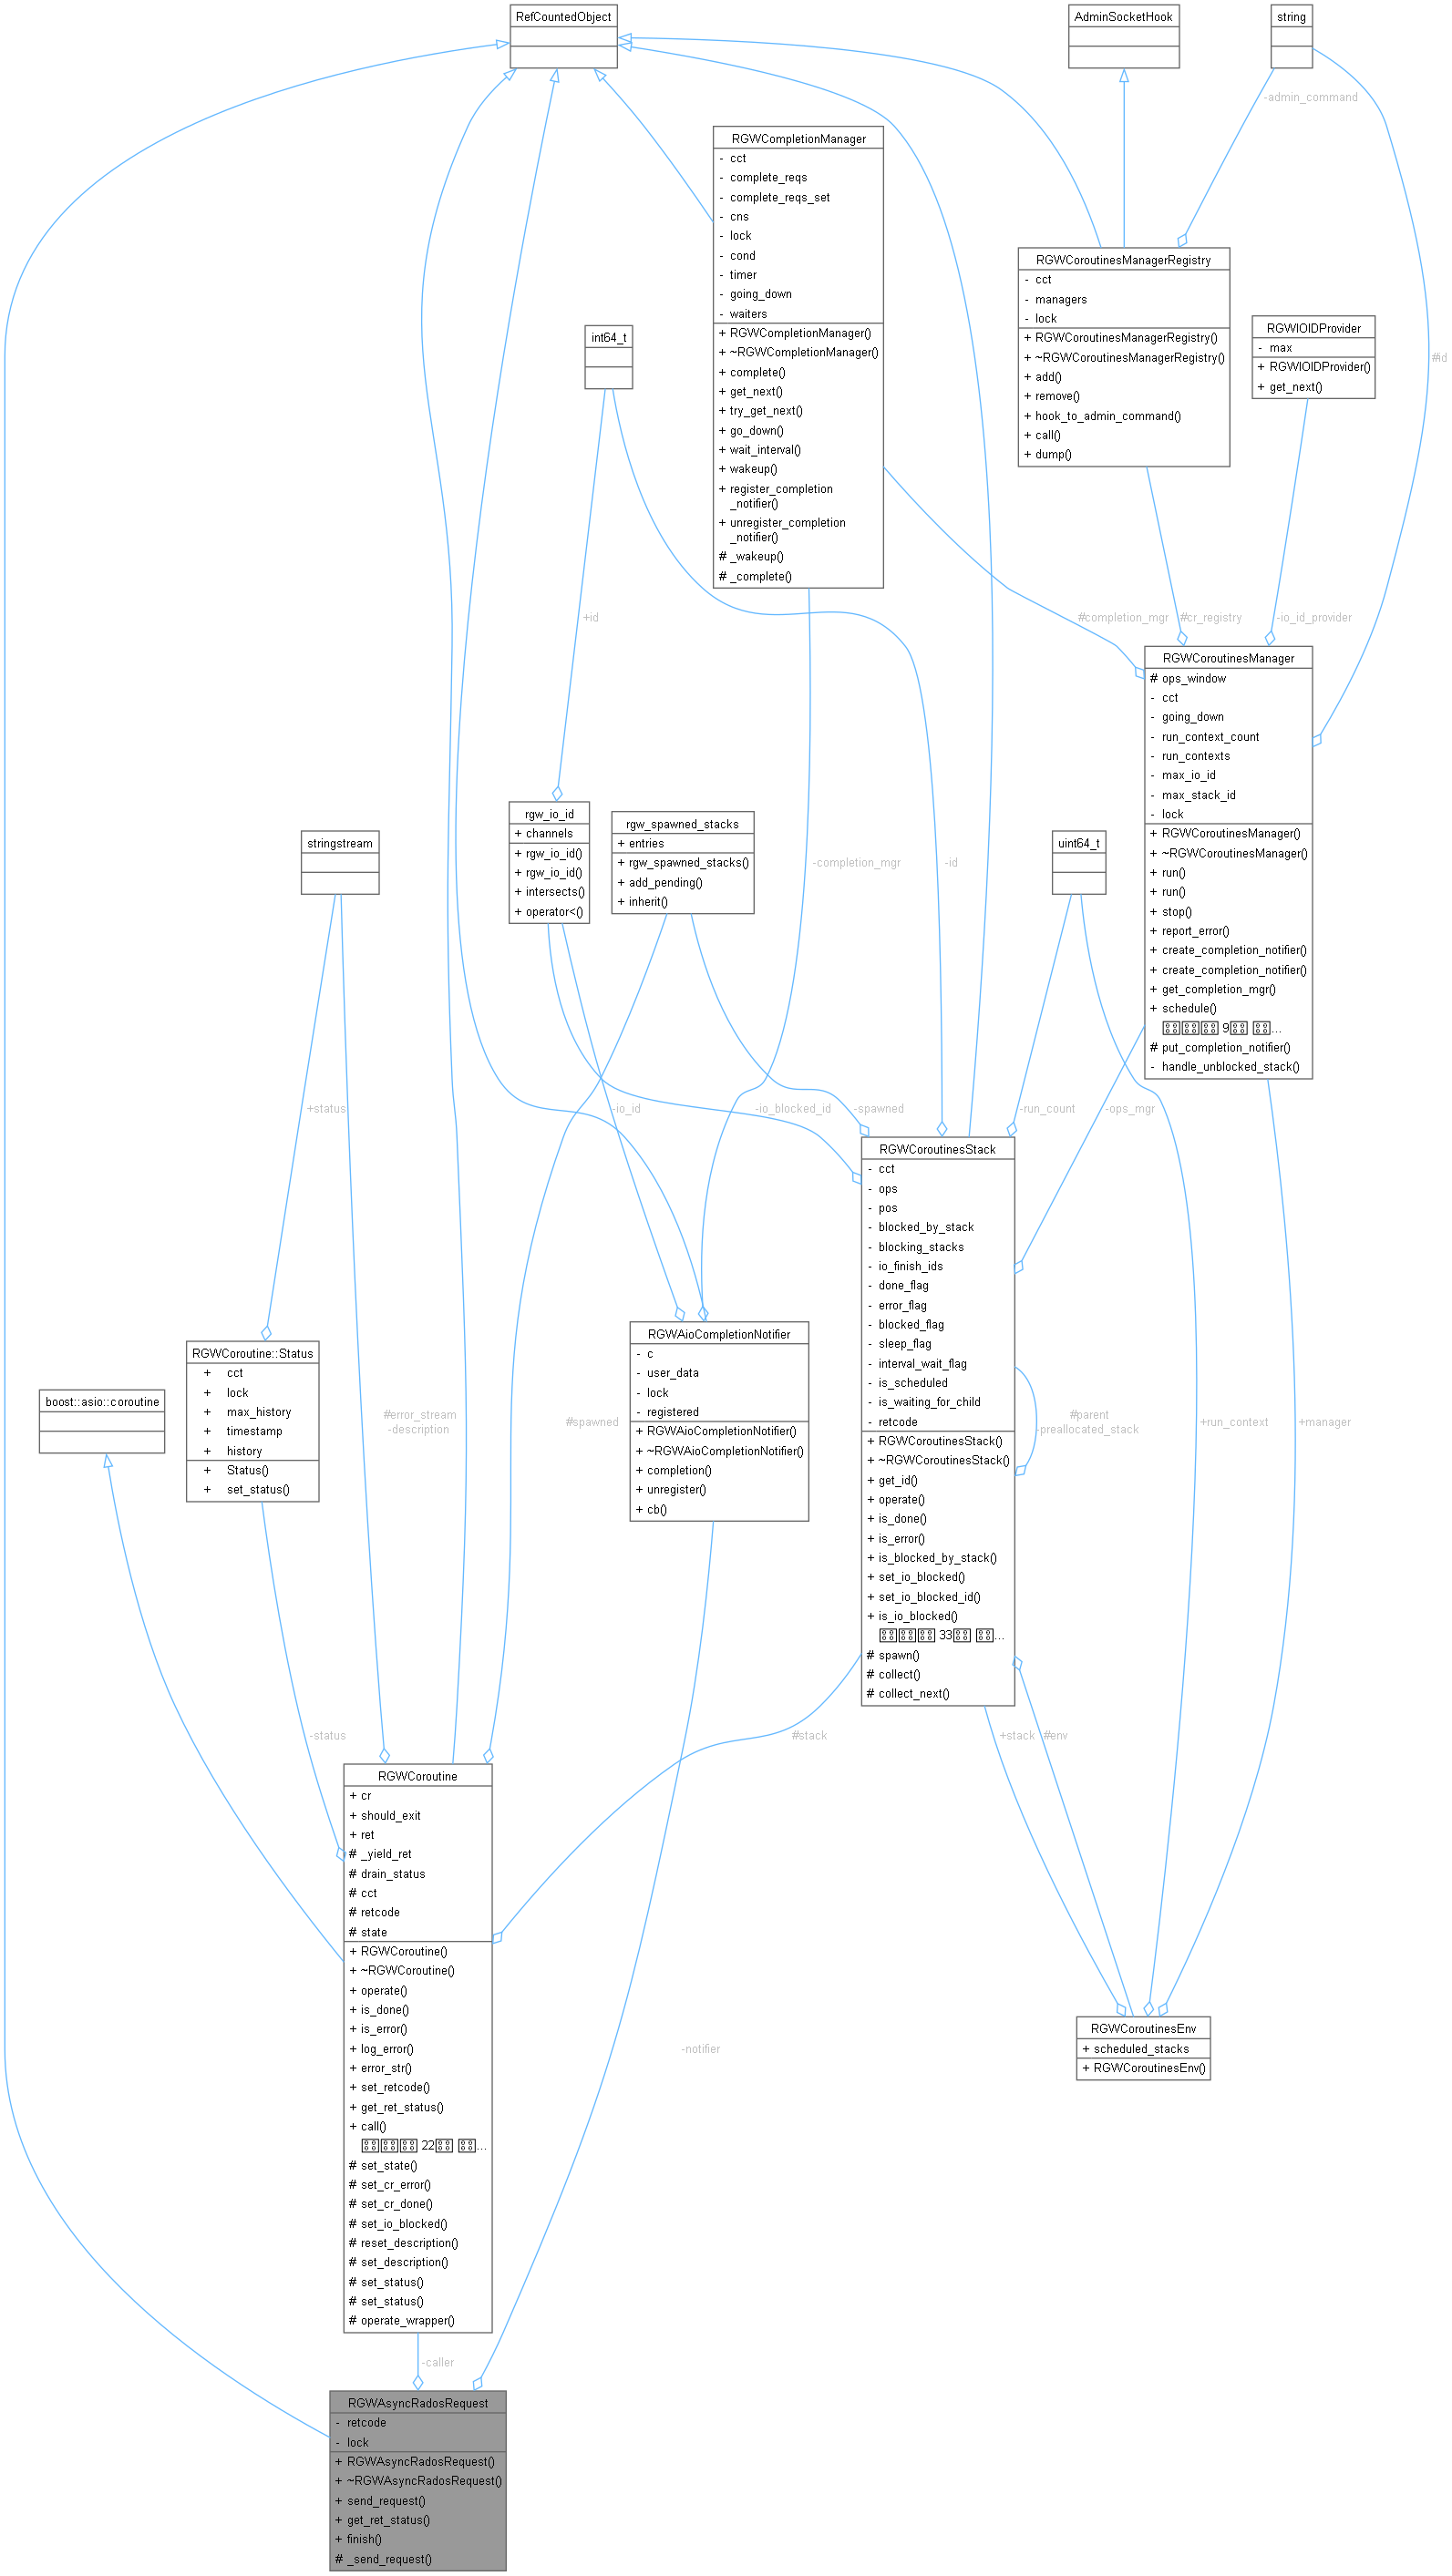 RefCountedObject
AdminSocketHook
string
-admin_command
RGWCompletionManager
- cct
- complete_reqs
- complete_reqs_set
- cns
- lock
- cond
- timer
- going_down
- waiters
+ RGWCompletionManager()
+ ~RGWCompletionManager()
+ complete()
+ get_next()
+ try_get_next()
+ go_down()
+ wait_interval()
+ wakeup()
+ register_completion
_notifier()
+ unregister_completion
_notifier()
# _wakeup()
# _complete()
RGWCoroutinesManagerRegistry
- cct
- managers
- lock
+ RGWCoroutinesManagerRegistry()
+ ~RGWCoroutinesManagerRegistry()
+ add()
+ remove()
+ hook_to_admin_command()
+ call()
+ dump()
RGWIOIDProvider
- max
+ RGWIOIDProvider()
+ get_next()
#id
int64_t
+id
#completion_mgr
#cr_registry
-io_id_provider
RGWCoroutinesManager
# ops_window
- cct
- going_down
- run_context_count
- run_contexts
- max_io_id
- max_stack_id
- lock
+ RGWCoroutinesManager()
+ ~RGWCoroutinesManager()
+ run()
+ run()
+ stop()
+ report_error()
+ create_completion_notifier()
+ create_completion_notifier()
+ get_completion_mgr()
+ schedule()
9 ...
# put_completion_notifier()
- handle_unblocked_stack()
rgw_io_id
+ channels
+ rgw_io_id()
+ rgw_io_id()
+ intersects()
+ operator<()
rgw_spawned_stacks
+ entries
+ rgw_spawned_stacks()
+ add_pending()
+ inherit()
stringstream
uint64_t
-completion_mgr
-id
+status
-io_id
-io_blocked_id
-spawned
-run_count
-ops_mgr
RGWCoroutinesStack
- cct
- ops
- pos
- blocked_by_stack
- blocking_stacks
- io_finish_ids
- done_flag
- error_flag
- blocked_flag
- sleep_flag
- interval_wait_flag
- is_scheduled
- is_waiting_for_child
- retcode
+ RGWCoroutinesStack()
+ ~RGWCoroutinesStack()
+ get_id()
+ operate()
+ is_done()
+ is_error()
+ is_blocked_by_stack()
+ set_io_blocked()
+ set_io_blocked_id()
+ is_io_blocked()
33 ...
# spawn()
# collect()
# collect_next()
RGWCoroutine::Status
+ cct
+ lock
+ max_history
+ timestamp
+ history
+ Status()
+ set_status()
boost::asio::coroutine
#error_stream
-description
#spawned
RGWAioCompletionNotifier
- c
- user_data
- lock
- registered
+ RGWAioCompletionNotifier()
+ ~RGWAioCompletionNotifier()
+ completion()
+ unregister()
+ cb()
#parent
-preallocated_stack
+run_context
+manager
-status
#stack
+stack
#env
RGWCoroutine
+ cr
+ should_exit
+ ret
# _yield_ret
# drain_status
# cct
# retcode
# state
+ RGWCoroutine()
+ ~RGWCoroutine()
+ operate()
+ is_done()
+ is_error()
+ log_error()
+ error_str()
+ set_retcode()
+ get_ret_status()
+ call()
22 ...
# set_state()
# set_cr_error()
# set_cr_done()
# set_io_blocked()
# reset_description()
# set_description()
# set_status()
# set_status()
# operate_wrapper()
RGWCoroutinesEnv
+ scheduled_stacks
+ RGWCoroutinesEnv()
-notifier
-caller
RGWAsyncRadosRequest
- retcode
- lock
+ RGWAsyncRadosRequest()
+ ~RGWAsyncRadosRequest()
+ send_request()
+ get_ret_status()
+ finish()
# _send_request()